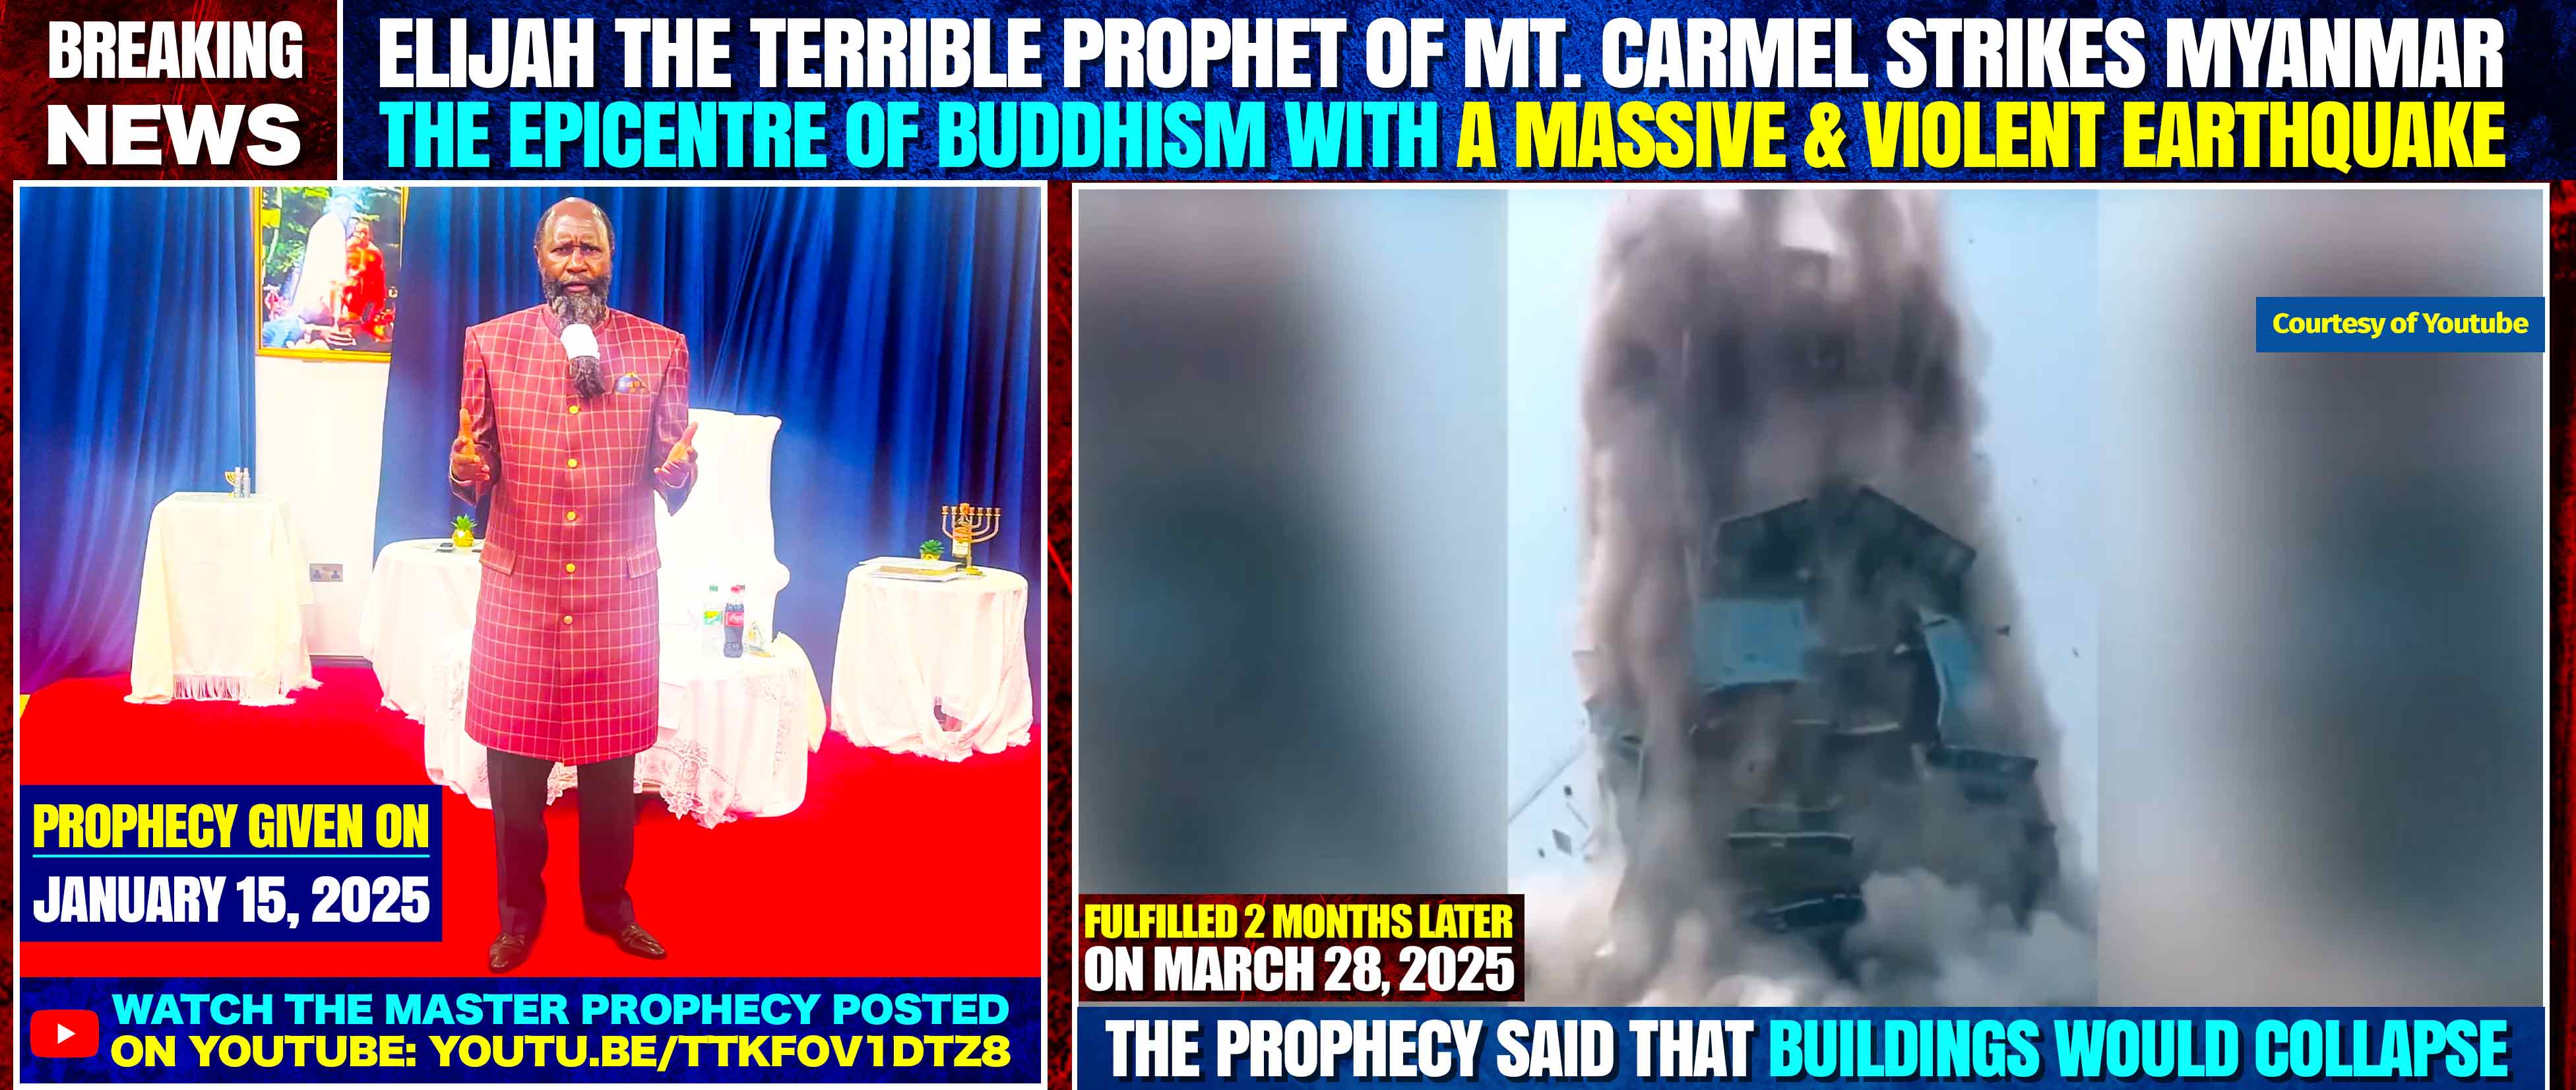 BREAKING
NEWS
ELIJAH THE TERRIBLE PROPHET OF MT. CARMEL STRIKES MYANMAR
THE EPICENTRE OF BUDDHISM WITH A MASSIVE & VIOLENT EARTHQUAKE
Courtesy of Youtube
PROPHECY GIVEN ON
JANUARY 15, 2025
WATCH THE MASTER PROPHECY POSTED
ON YOUTUBE: YOUTU.BE/TTKFOV1DTZ8
FULFILLED 2 MONTHS LATER
ON MARCH 28, 2025
THE PROPHECY SAID THAT BUILDINGS WOULD COLLAPSE